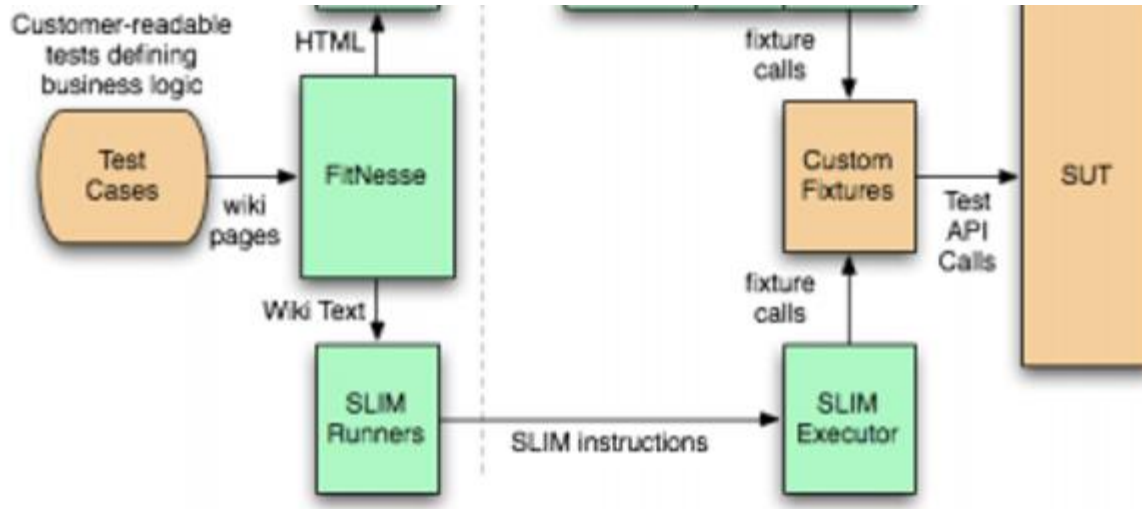 Customer-readable
tests defining
business logic
HTML
fixture
calls
Test
Cases
wiki
pages
FitNesse
Custom
Fixtures
Test
API
Calls
SUT
Wiki Text
fixture
calls
SLIM
Runners
SLIM instructions
SLIM
Executor